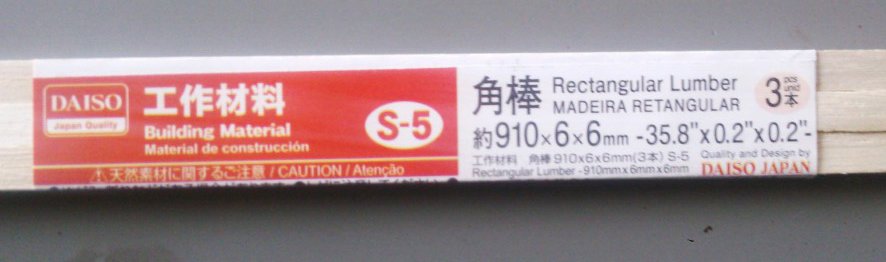 DAISO
Japan Quality
工作材料
Building Material
Material de construcción
S-5
⚠天然素材に関するご注意 / CAUTION / Atenção
角棒 Rectangular Lumber
MADEIRA RETANGULAR
3 pcs unid 本
約910×6×6mm -35.8"x0.2"x0.2"-
工作材料 角棒 910x6x6mm(3本) S-5
Rectangular Lumber -910mmx6mmx6mm
Quality and Design by
DAISO JAPAN